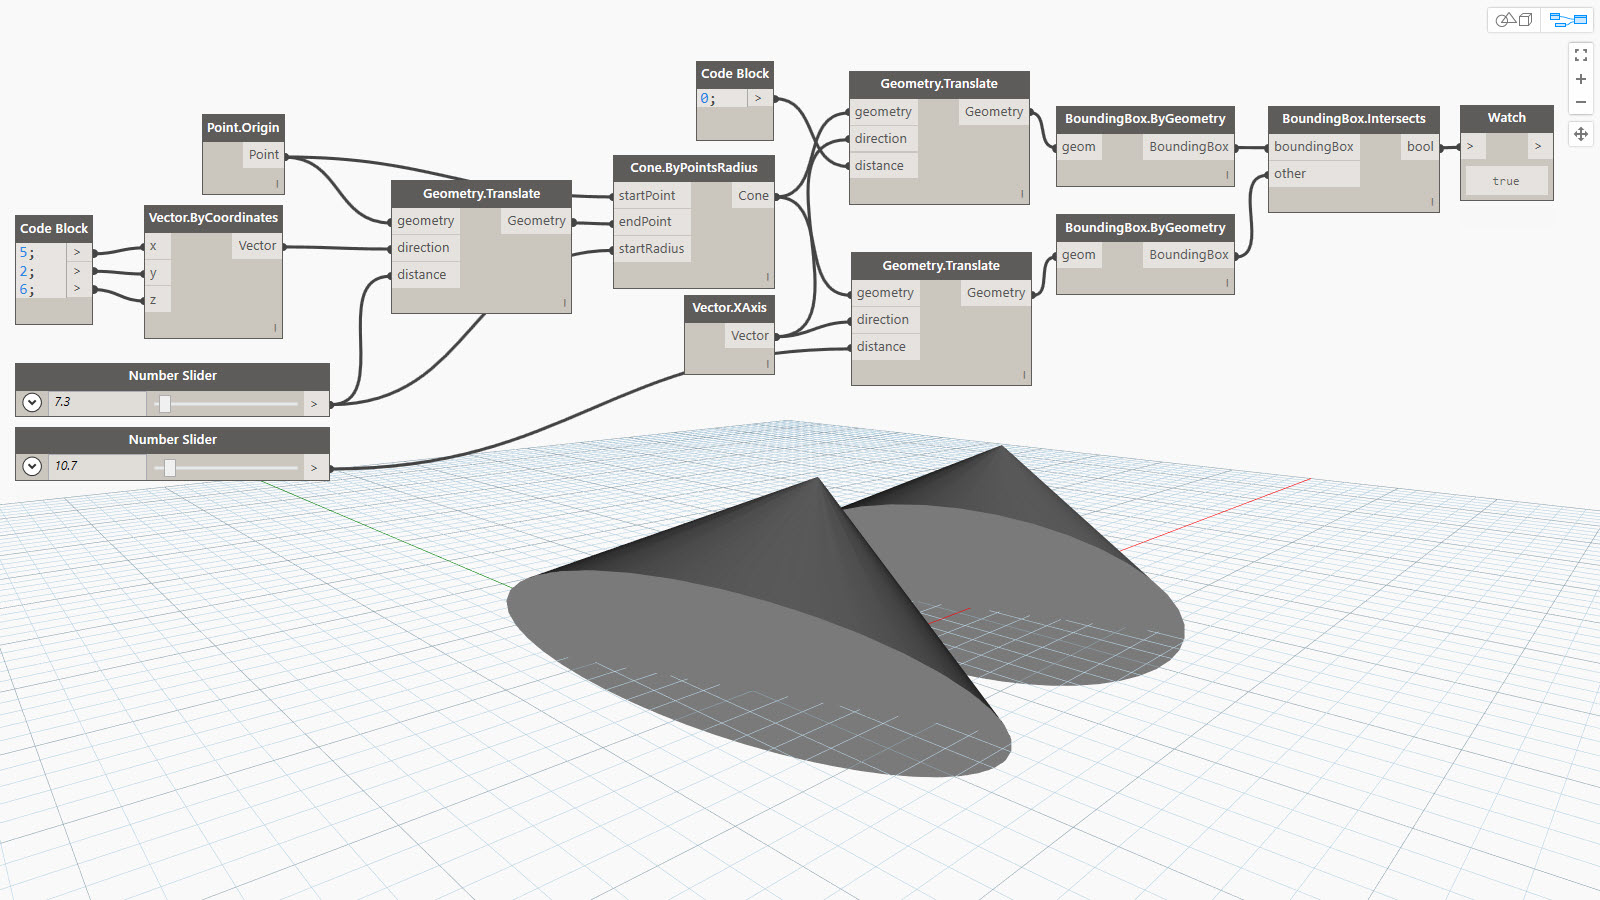 Code Block
5; >
2; >
6; >
Point.Origin
Point
Vector.ByCoordinates
x Vector
y
z
Number Slider
7.3 >
Number Slider
10.7 >
Geometry.Translate
geometry Geometry
direction
distance
Code Block
0; >
Cone.ByPointsRadius
startPoint Cone
endPoint
startRadius
Vector.XAxis
Vector
Geometry.Translate
geometry Geometry
direction
distance
Geometry.Translate
geometry Geometry
direction
distance
BoundingBox.ByGeometry
geom BoundingBox
BoundingBox.ByGeometry
geom BoundingBox
BoundingBox.Intersects
boundingBox bool
other
Watch
> >
true